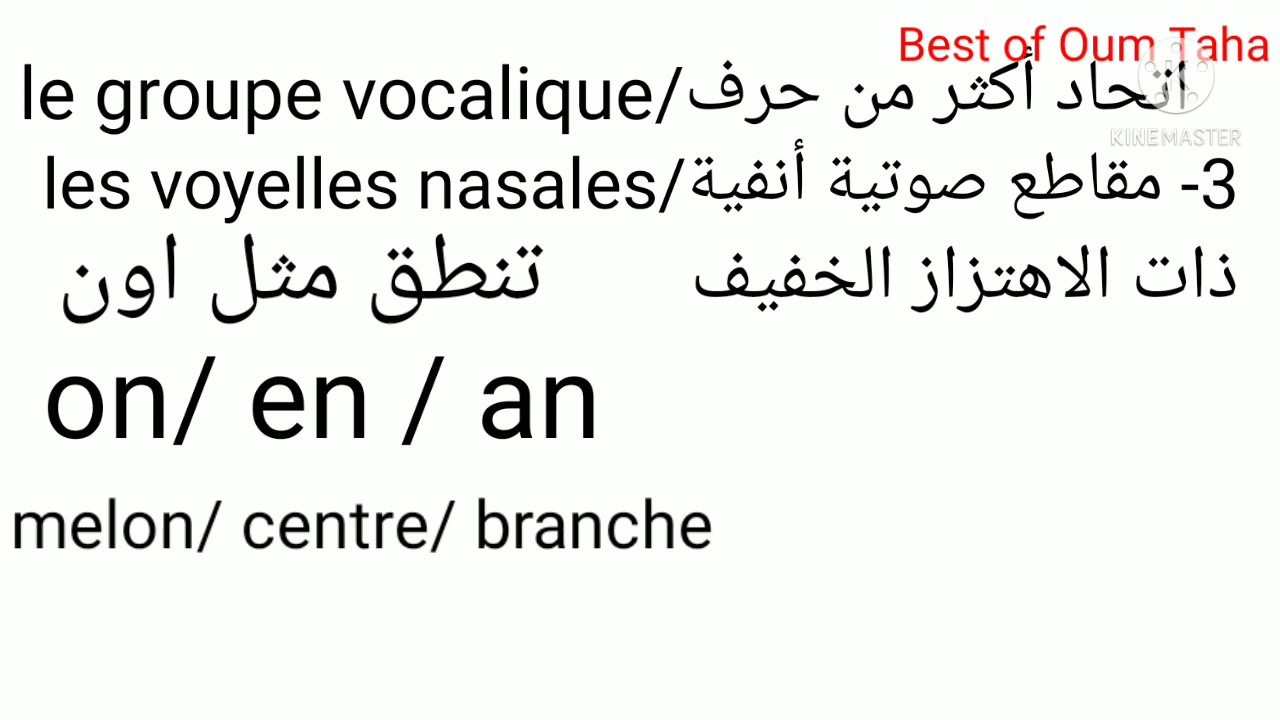 Best of Oum Taha
le groupe vocalique/اتحاد أكثر من حرف
KINEMASTER
les voyelles nasales/مقاطع صوتية أنفية -3
ذات الاهتزاز الخفيف
تنطق مثل اون
on/ en / an
melon/ centre/ branche